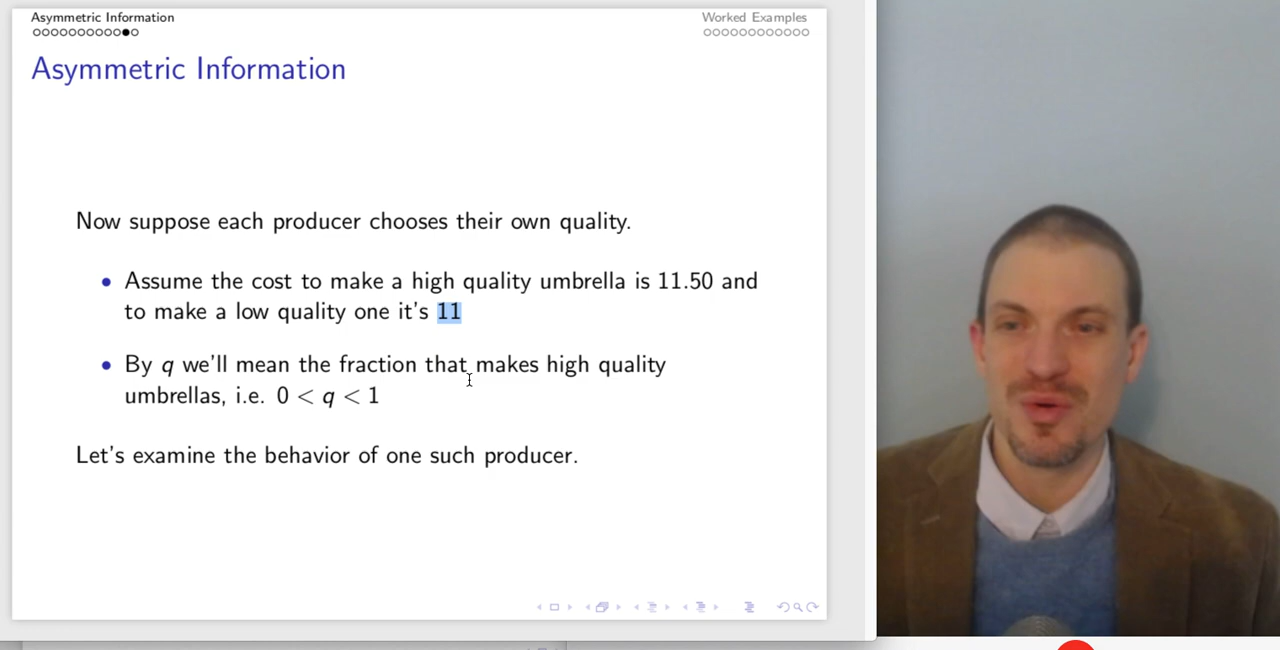 Asymmetric Information
Worked Examples
Asymmetric Information
Now suppose each producer chooses their own quality.
• Assume the cost to make a high quality umbrella is 11.50 and
to make a low quality one it's 11
• By q we'll mean the fraction that makes high quality
umbrellas, i.e. 0 < q < 1
Let's examine the behavior of one such producer.